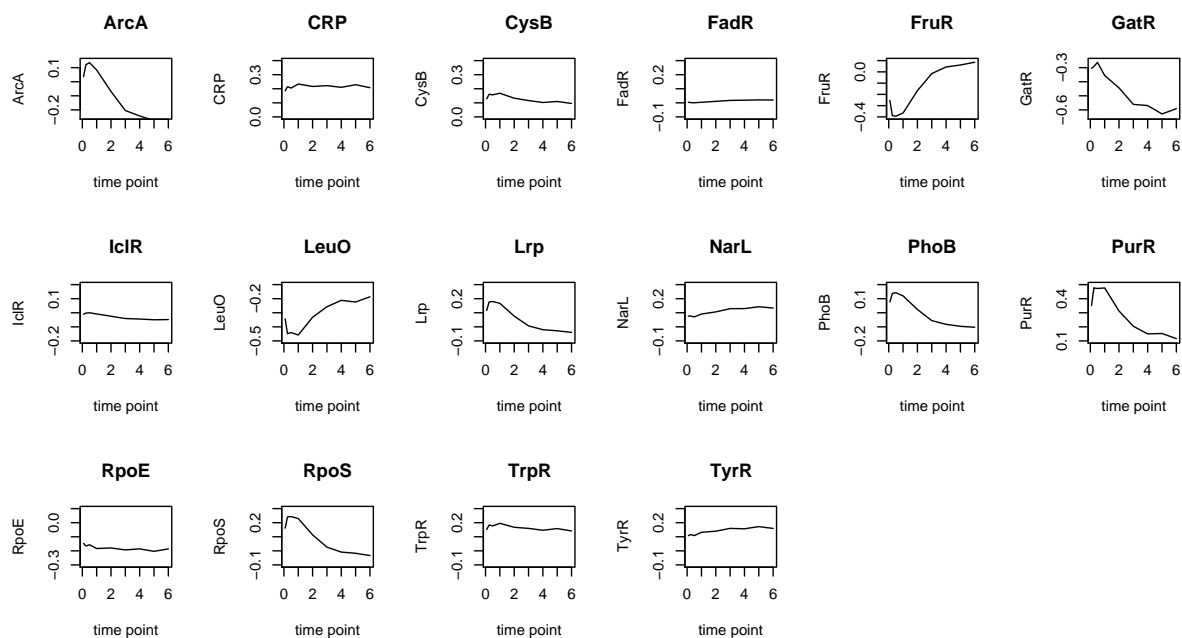 ArcA CRP CysB FadR FruR GatR
ArcA −0.2 0.1 CRP 0.0 0.3 CysB 0.0 0.3 FadR −0.1 0.2 FruR −0.4 0.0 GatR −0.6 −0.3
0 2 4 6 0 2 4 6 0 2 4 6 0 2 4 6 0 2 4 6 0 2 4 6
time point time point time point time point time point time point
IclR LeuO Lrp NarL PhoB PurR
IclR −0.2 0.1 LeuO −0.5 −0.2 Lrp −0.1 0.2 NarL −0.1 0.2 PhoB −0.2 0.1 PurR 0.1 0.4
0 2 4 6 0 2 4 6 0 2 4 6 0 2 4 6 0 2 4 6 0 2 4 6
time point time point time point time point time point time point
RpoE RpoS TrpR TyrR
RpoE −0.3 0.0 RpoS −0.1 0.2 TrpR −0.1 0.2 TyrR −0.1 0.2
0 2 4 6 0 2 4 6 0 2 4 6 0 2 4 6
time point time point time point time point